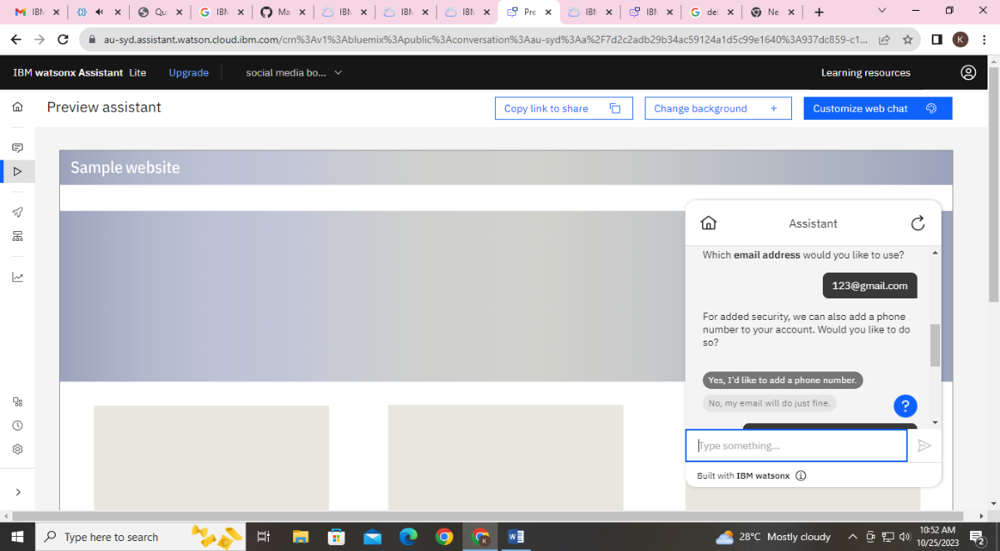 IBM
Qu
IBM
Ma
IBM
IBM
IBM
Pre
IBM
IBM
del
Ne
au-syd.assistant.watson.cloud.ibm.com/crn%3Av1%3Abluemix%3Apublic%3Aconversation%3Aau-syd%3Aa%2F7d2c2adb29b34ac59124a1d5c99e1640%3A937dc859-c1...
K
IBM watsonx Assistant Lite
Upgrade
social media bo...
Learning resources
Preview assistant
Copy link to share
Change background +
Customize web chat
Sample website
Assistant
Which email address would you like to use?
123@gmail.com
For added security, we can also add a phone
number to your account. Would you like to do
so?
Yes, I'd like to add a phone number.
No, my email will do just fine.
?
Type something...
Built with IBM watsonx
Type here to search
28°C Mostly cloudy
10:52 AM
10/25/2023
2